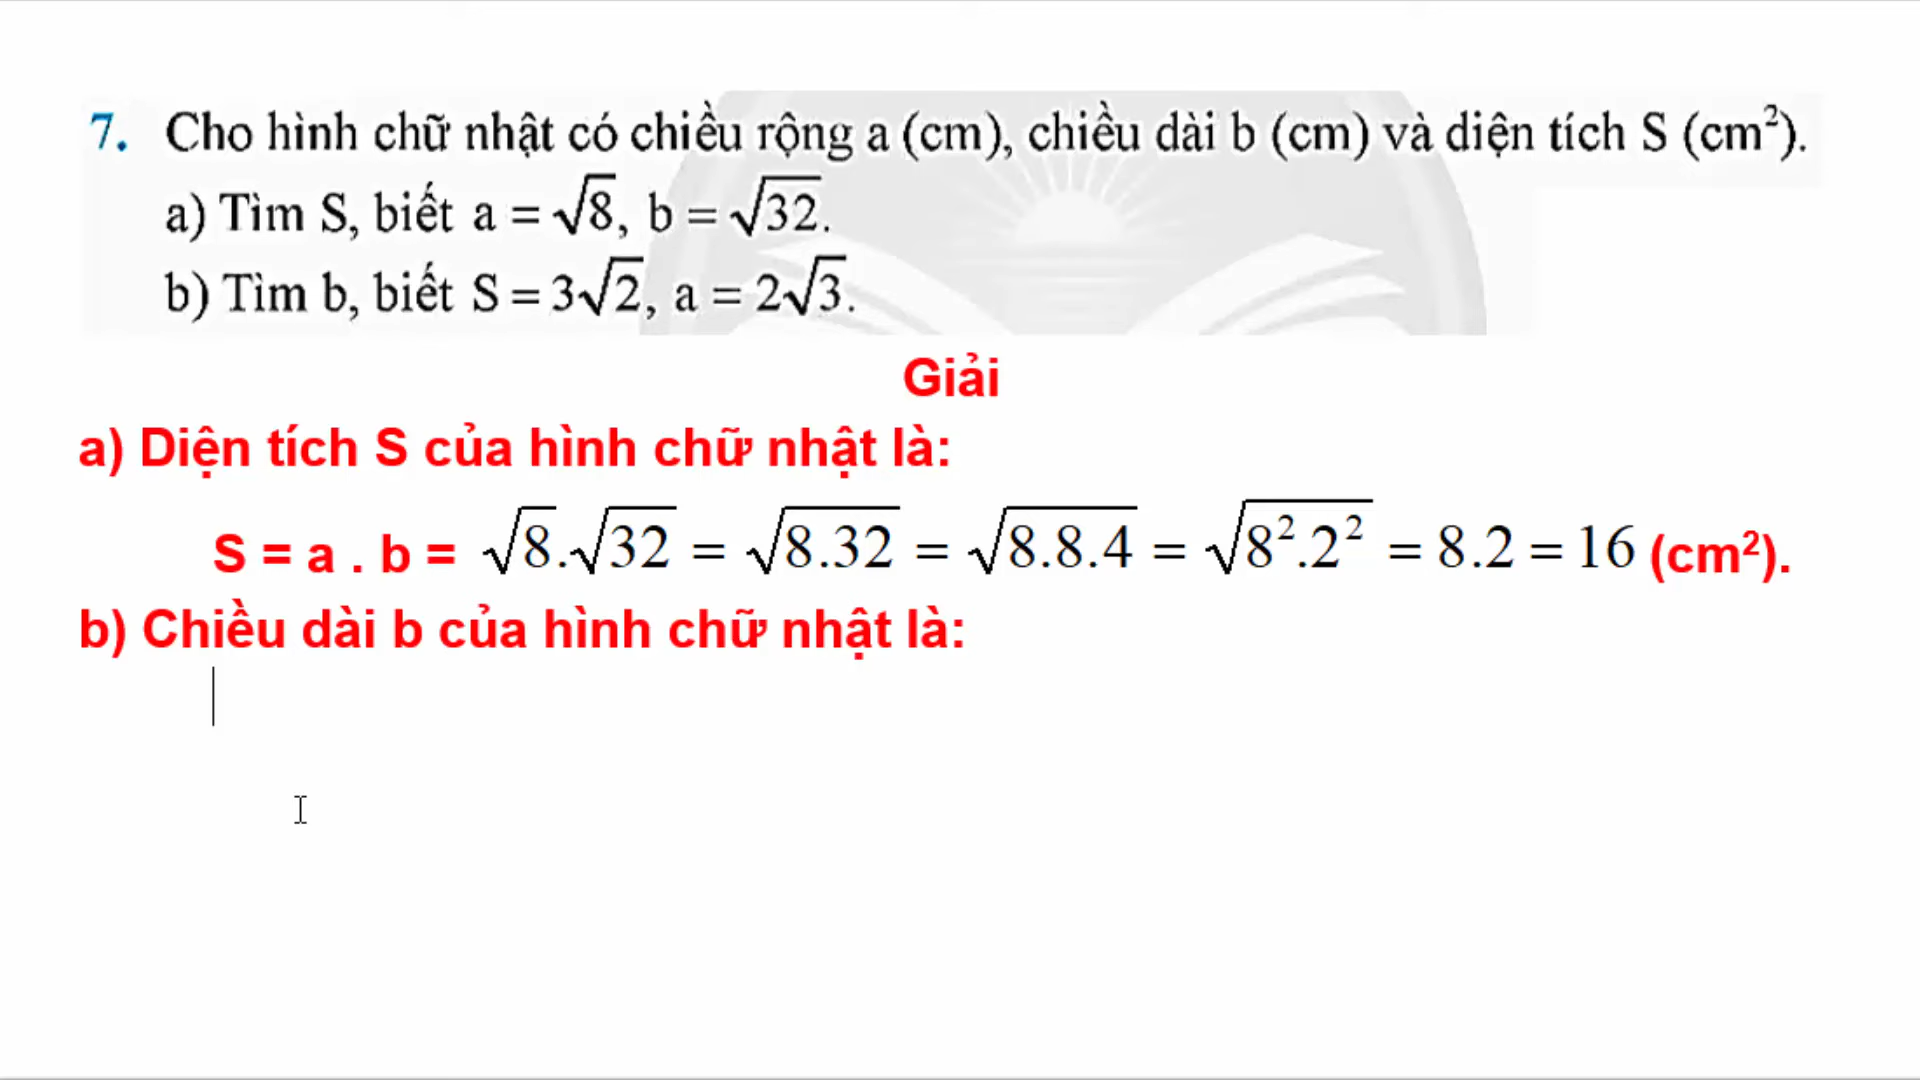 7. Cho hình chữ nhật có chiều rộng a (cm), chiều dài b (cm) và diện tích S (cm²).
a) Tìm S, biết a = √8, b = √32.
b) Tìm b, biết S = 3√2, a = 2√3.
Giải
a) Diện tích S của hình chữ nhật là:
S = a . b = √8.√32 = √8.32 = √8.8.4 = √8².2² = 8.2 = 16 (cm²).
b) Chiều dài b của hình chữ nhật là: